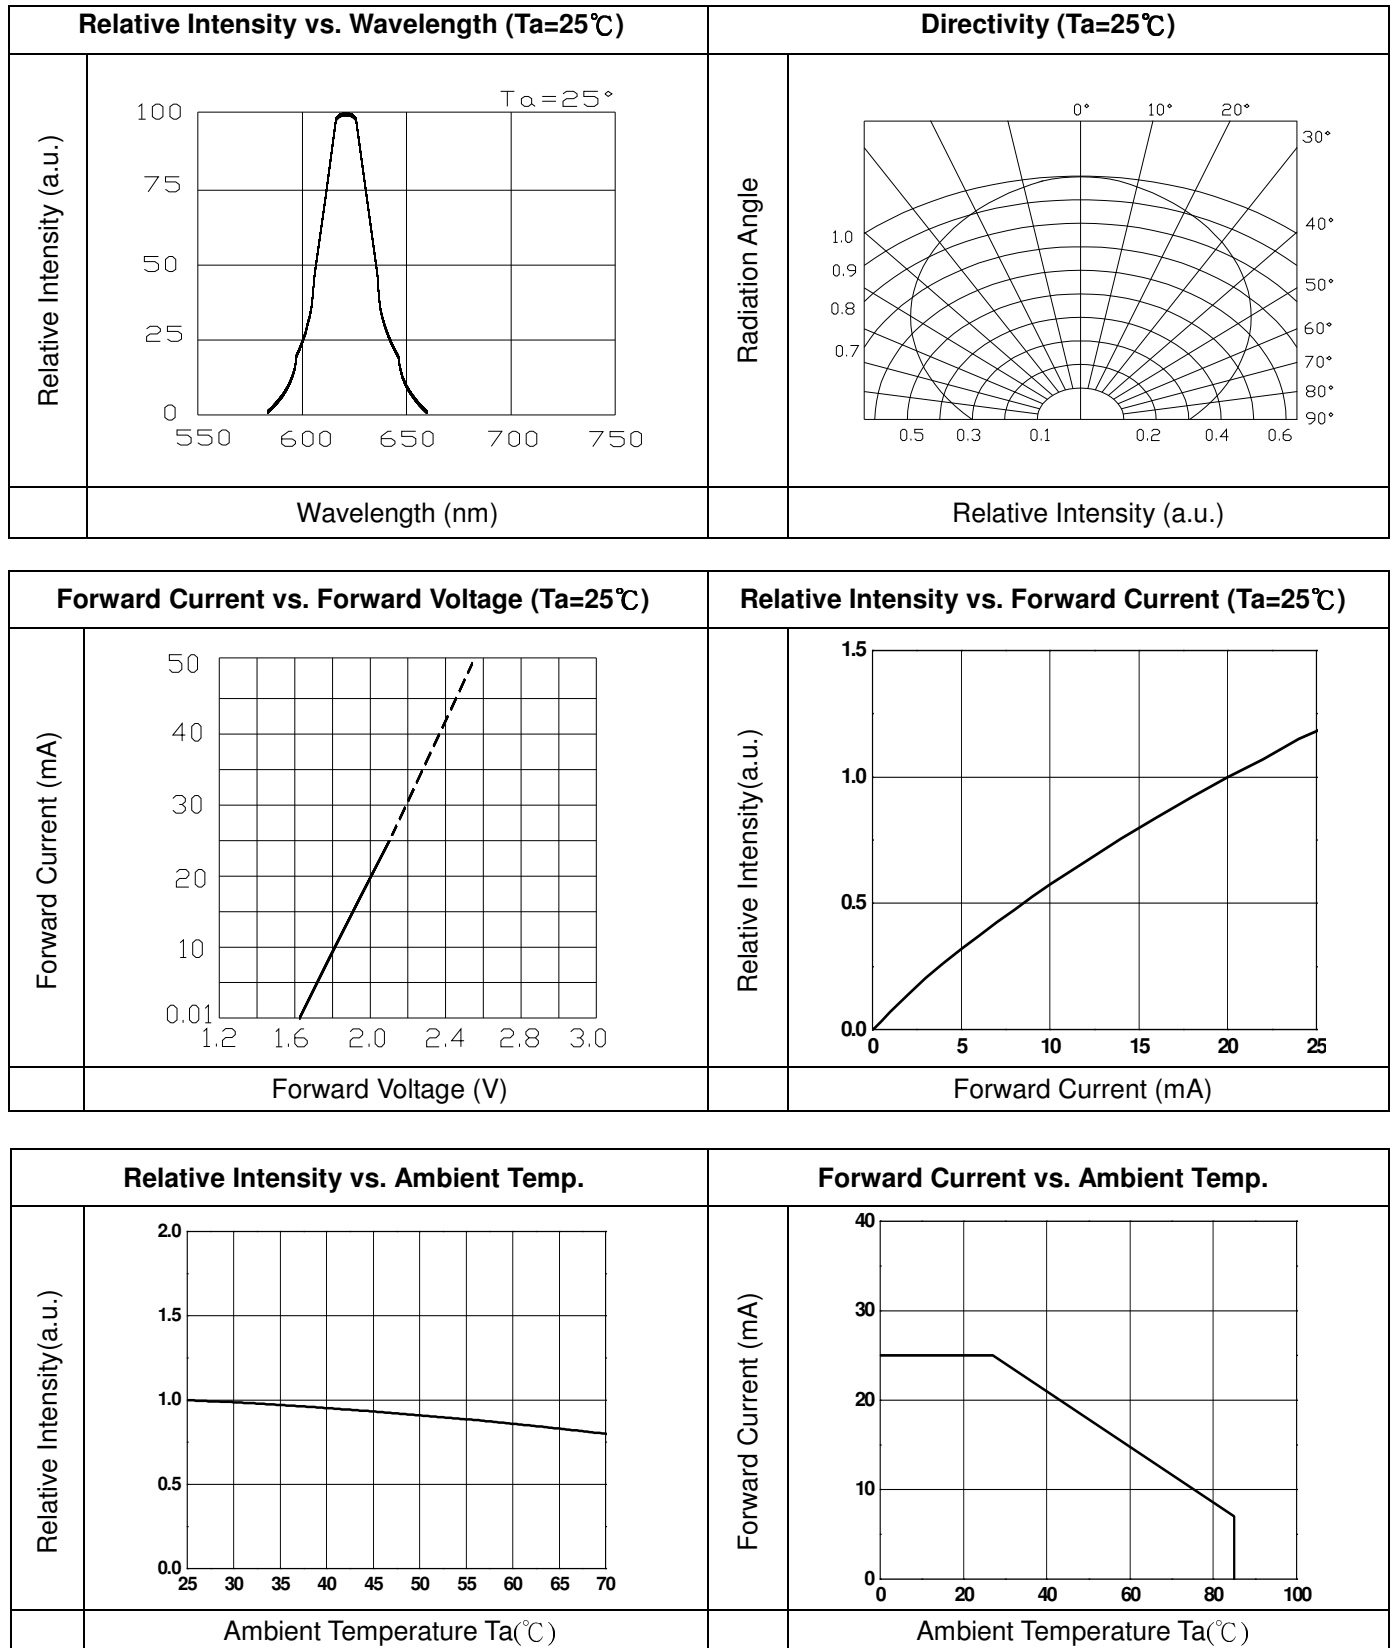 Relative Intensity vs. Wavelength (Ta=25℃)
Directivity (Ta=25℃)
Relative Intensity (a.u.)
Ta=25°
100
75
50
25
0
550 600 650 700 750
Wavelength (nm)
Radiation Angle
0° 10° 20°
30°
40°
50°
60°
70°
80°
90°
1.0
0.9
0.8
0.7
0.5 0.3 0.1 0.2 0.4 0.6
Relative Intensity (a.u.)
Forward Current vs. Forward Voltage (Ta=25℃)
Relative Intensity vs. Forward Current (Ta=25℃)
Forward Current (mA)
50
40
30
20
10
0.01
1.2 1.6 2.0 2.4 2.8 3.0
Forward Voltage (V)
Relative Intensity(a.u.)
1.5
1.0
0.5
0.0
0 5 10 15 20 25
Forward Current (mA)
Relative Intensity vs. Ambient Temp.
Forward Current vs. Ambient Temp.
Relative Intensity(a.u.)
2.0
1.5
1.0
0.5
0.0
25 30 35 40 45 50 55 60 65 70
Ambient Temperature Ta(℃)
Forward Current (mA)
40
30
20
10
0
0 20 40 60 80 100
Ambient Temperature Ta(℃)